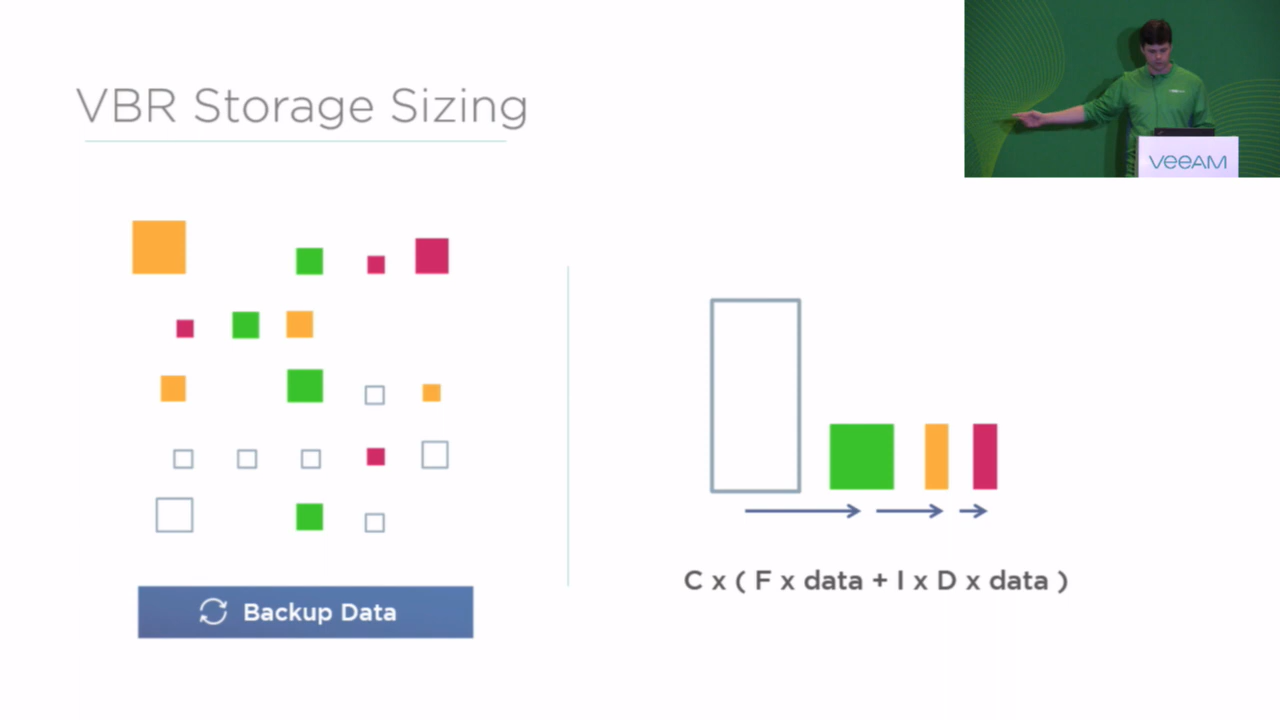 VBR Storage Sizing
VEEAM
C x ( F x data + I x D x data )
Backup Data